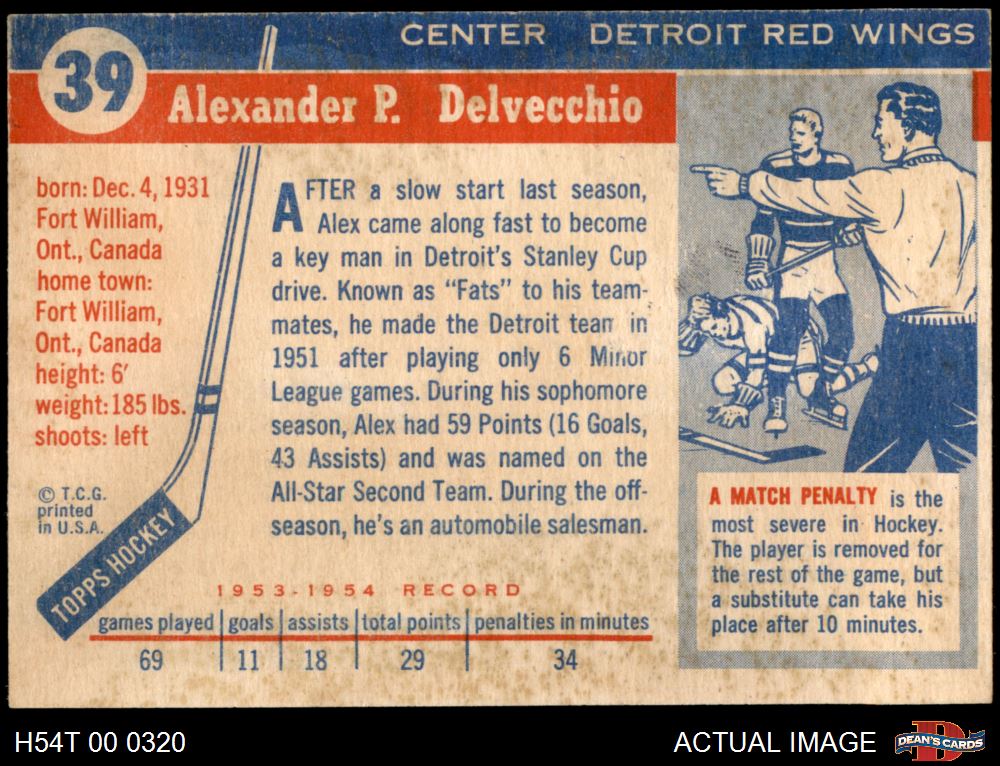 39
CENTER DETROIT RED WINGS
Alexander P. Delvecchio
born: Dec. 4, 1931
Fort William,
Ont., Canada
home town:
Fort William,
Ont., Canada
height: 6′
weight: 185 lbs.
shoots: left
© T.C.G.
printed
in U.S.A.
TOPPS HOCKEY
AFTER a slow start last season,
Alex came along fast to become
a key man in Detroit's Stanley Cup
drive. Known as "Fats" to his team-
mates, he made the Detroit team in
1951 after playing only 6 Minor
League games. During his sophomore
season, Alex had 59 Points (16 Goals,
43 Assists) and was named on the
All-Star Second Team. During the off-
season, he's an automobile salesman.
1953-1954 RECORD
games played goals assists total points penalties in minutes
69 11 18 29 34
A MATCH PENALTY is the
most severe in Hockey.
The player is removed for
the rest of the game, but
a substitute can take his
place after 10 minutes.
H54T 00 0320
ACTUAL IMAGE
D
DEAN'S CARDS